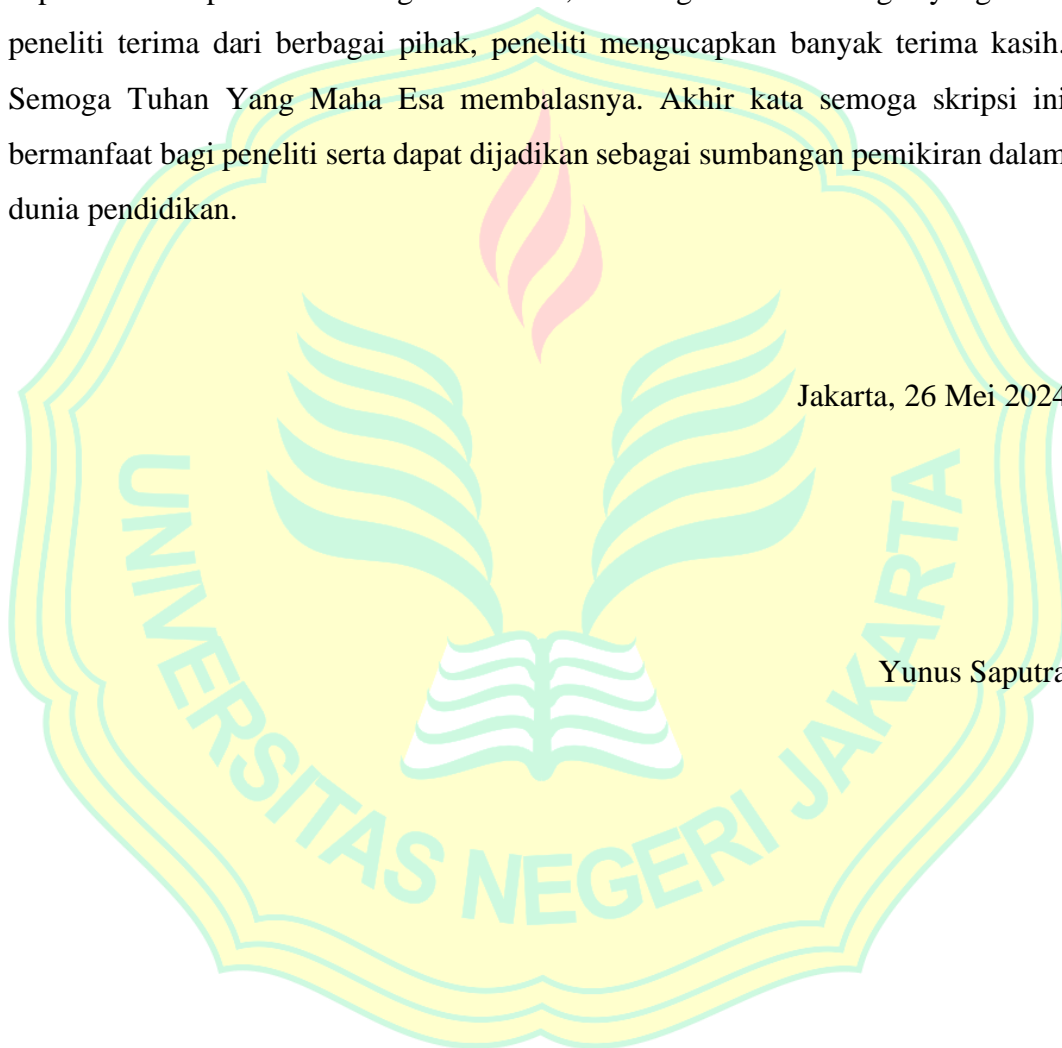 peneliti terima dari berbagai pihak, peneliti mengucapkan banyak terima kasih.
Semoga Tuhan Yang Maha Esa membalasnya. Akhir kata semoga skripsi ini
bermanfaat bagi peneliti serta dapat dijadikan sebagai sumbangan pemikiran dalam
dunia pendidikan.
Jakarta, 26 Mei 2024
Yunus Saputra
UNIVERSITAS NEGERI JAKARTA